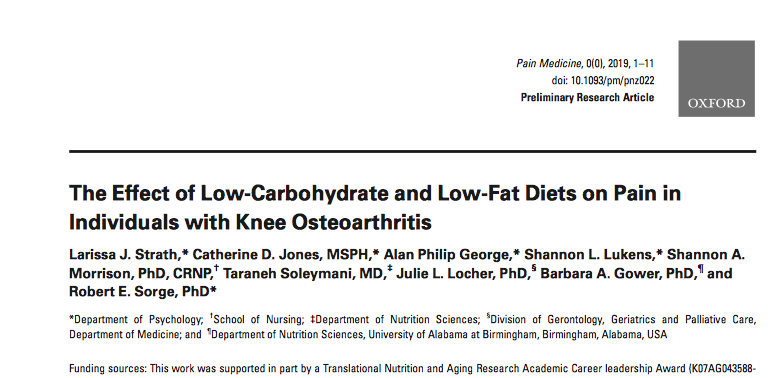 Pain Medicine, 0(0), 2019, 1–11
doi: 10.1093/pm/pnz022
Preliminary Research Article
OXFORD
The Effect of Low-Carbohydrate and Low-Fat Diets on Pain in
Individuals with Knee Osteoarthritis
Larissa J. Strath,* Catherine D. Jones, MSPH,* Alan Philip George,* Shannon L. Lukens,* Shannon A.
Morrison, PhD, CRNP,† Taraneh Soleymani, MD,‡ Julie L. Locher, PhD,§ Barbara A. Gower, PhD,¶ and
Robert E. Sorge, PhD*
*Department of Psychology; †School of Nursing; ‡Department of Nutrition Sciences; §Division of Gerontology, Geriatrics and Palliative Care,
Department of Medicine; and ¶Department of Nutrition Sciences, University of Alabama at Birmingham, Birmingham, Alabama, USA
Funding sources: This work was supported in part by a Translational Nutrition and Aging Research Academic Career leadership Award (K07AG043588-